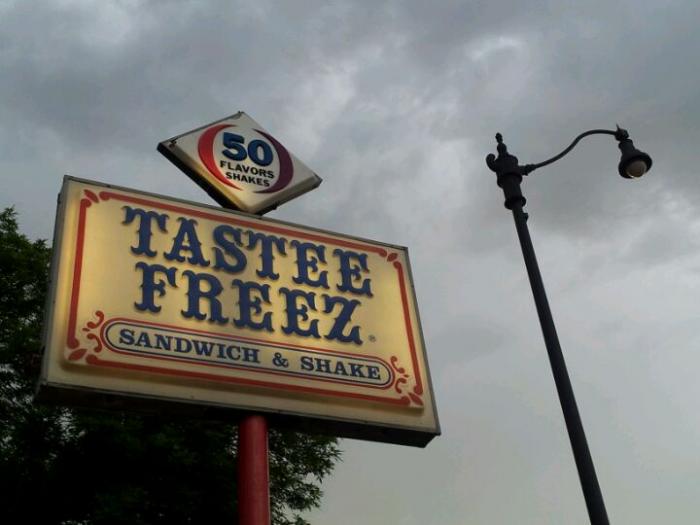 50
FLAVORS
SHAKES
TASTEE
FREEZ®
SANDWICH & SHAKE